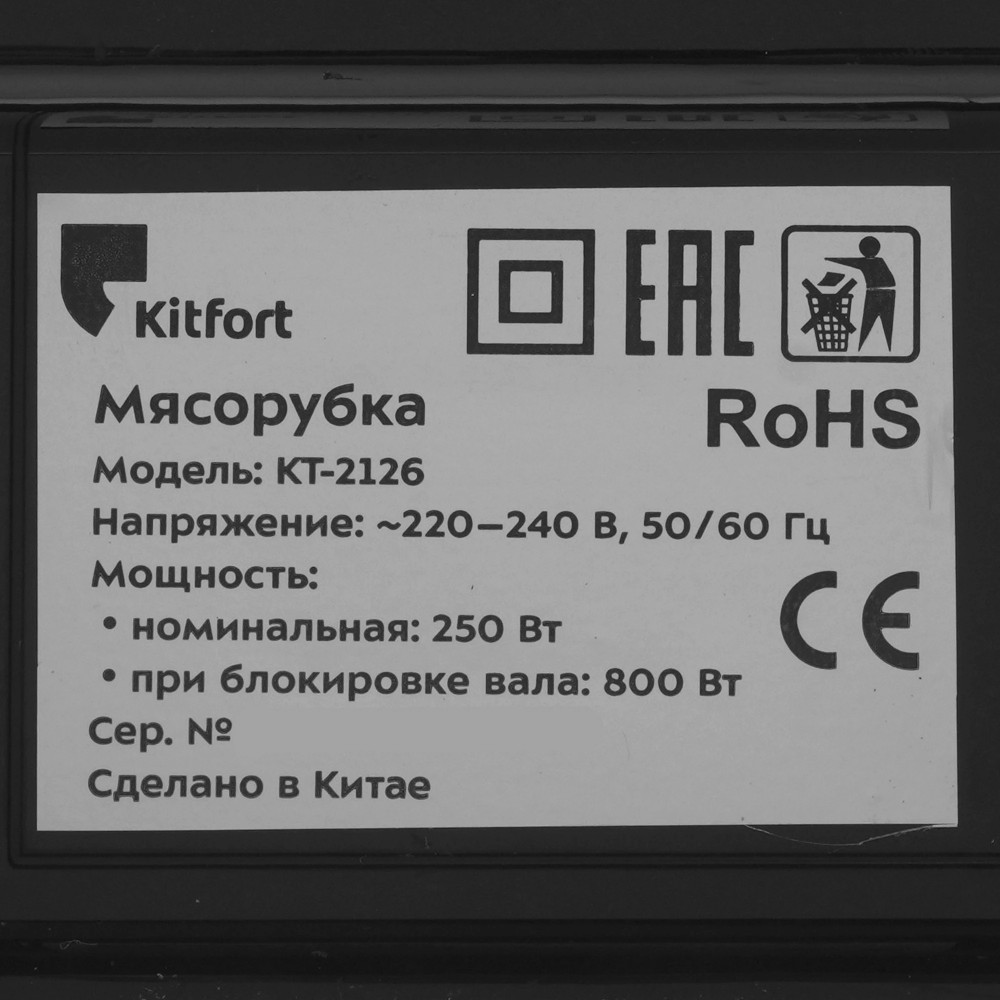 Kitfort
EAC
Мясорубка
RoHS
Модель: КТ-2126
Напряжение: ~220–240 В, 50/60 Гц
Мощность:
• номинальная: 250 Вт
CE
• при блокировке вала: 800 Вт
Сер. №
Сделано в Китае